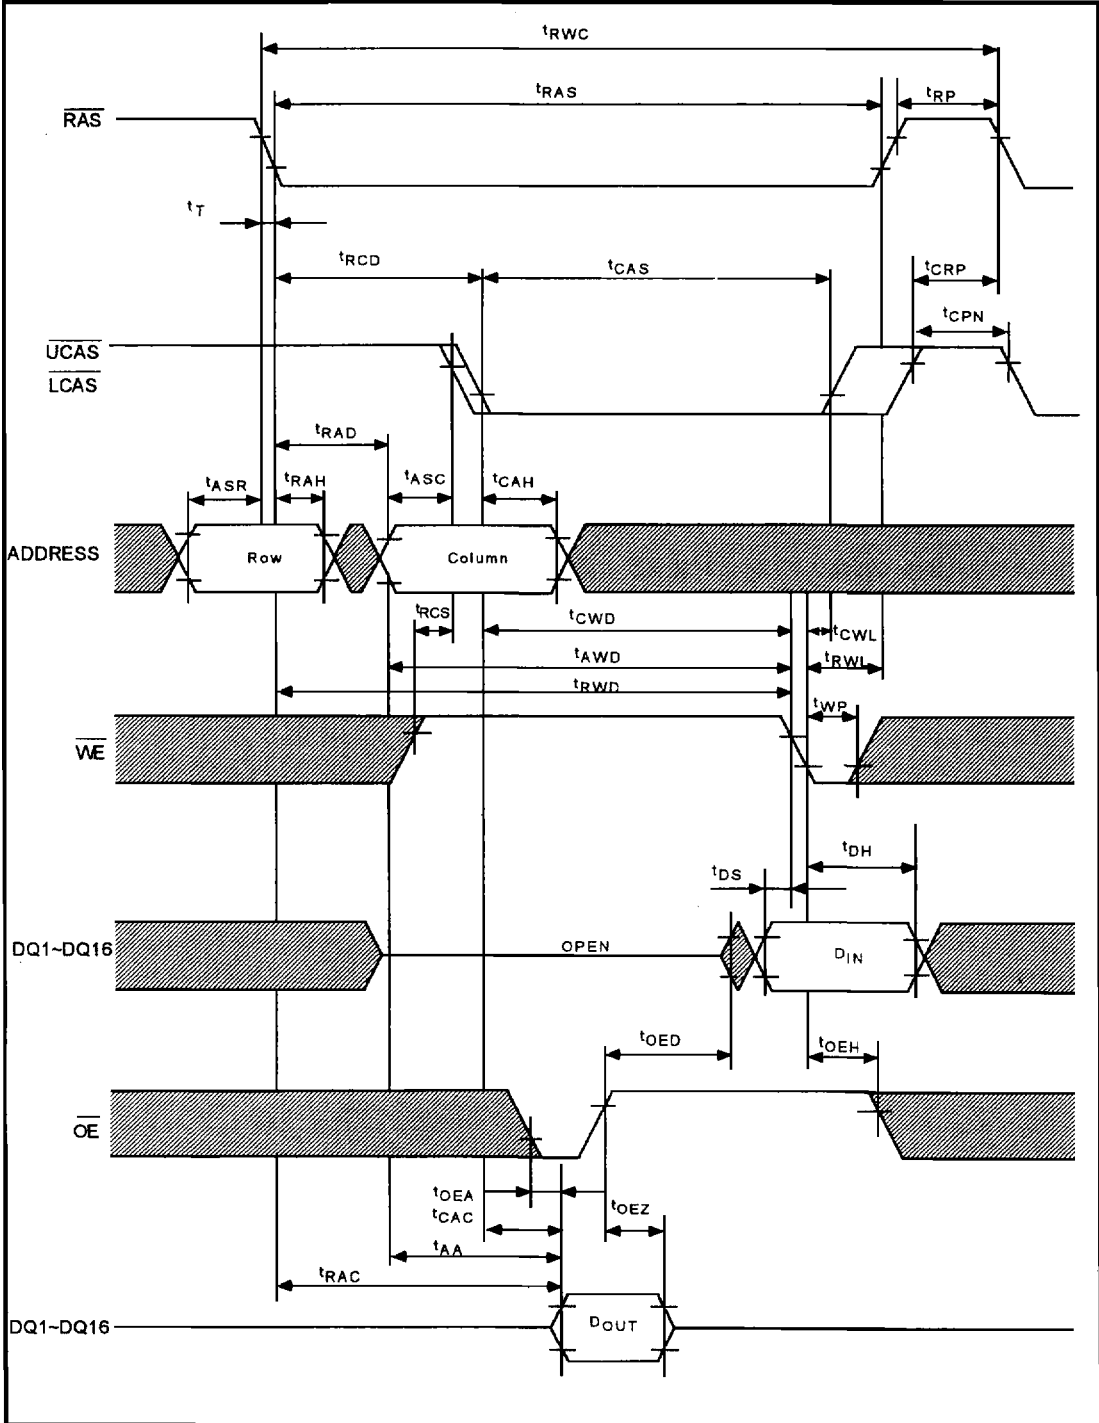 tRWC
tRAS
tRP
RAS
tT
tRCD
tCAS
tCRP
tCPN
UCAS
LCAS
tRAD
tASR
tRAH
tASC
tCAH
ADDRESS
Row
Column
tRCS
tCWD
tCWL
tAWD
tRWL
tRWD
tWP
WE
tDH
tDS
DQ1~DQ16
OPEN
DIN
tOED
tOEH
OE
tOEA
tOEZ
tCAC
tAA
tRAC
DQ1~DQ16
DOUT